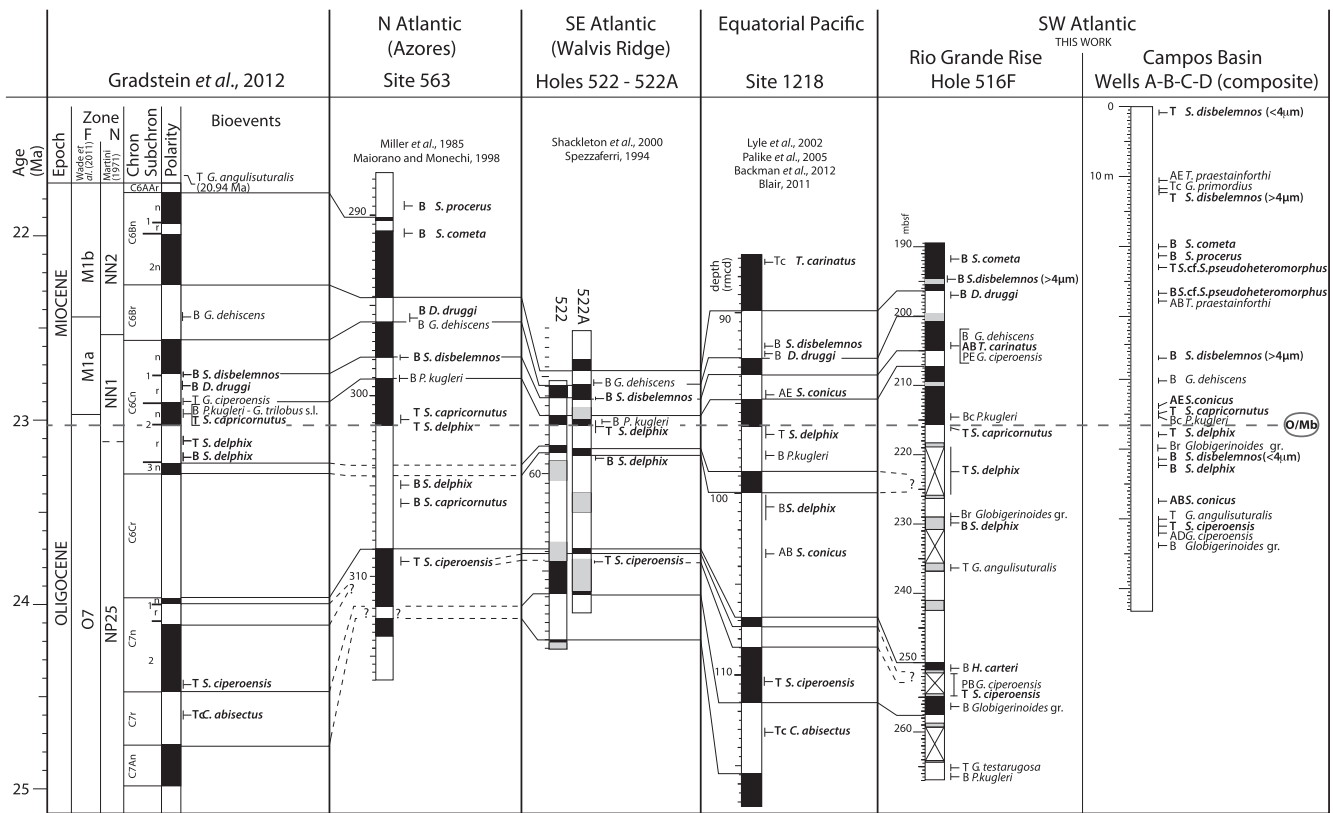 N Atlantic
(Azores)
Site 563
SE Atlantic
(Walvis Ridge)
Holes 522 - 522A
Equatorial Pacific
Site 1218
SW Atlantic
THIS WORK
Rio Grande Rise
Hole 516F
Campos Basin
Wells A-B-C-D (composite)
Gradstein et al., 2012
Age
(Ma)
Epoch
Zone
F
N
Wade et
al. (2011)
Martini
(1971)
Chron
Subchron
Polarity
Bioevents
Miller et al., 1985
Maiorano and Monechi, 1998
Shackleton et al., 2000
Spezzaferri, 1994
Lyle et al., 2002
Palike et al., 2005
Backman et al., 2012
Blair, 2011
22
23
24
25
MIOCENE
OLIGOCENE
M1b
M1a
O7
NN2
NN1
NP25
C6AAr
C6Bn
C6Br
C6Cn
C6Cr
C7n
C7r
C7An
n
1
r
2n
n
1
r
n
2
r
3 n
n
1
r
2
T G. angulisuturalis
(20.94 Ma)
B G. dehiscens
B S. disbelemnos
B D. druggi
T G. ciperoensis
B P.kugleri - G. trilobus s.l.
T S. capricornutus
T S. delphix
B S. delphix
T S. ciperoensis
Tc C. abisectus
290
300
310
B S. procerus
B S. cometa
B D. druggi
B G. dehiscens
B S. disbelemnos
B P. kugleri
T S. capricornutus
T S. delphix
B S. delphix
B S. capricornutus
T S. ciperoensis
?
?
?
522
522A
60
B G. dehiscens
B S. disbelemnos
B P. kugleri
T S. delphix
B S. delphix
T S. ciperoensis
depth
(rmcd)
90
100
110
Tc T. carinatus
B S. disbelemnos
B D. druggi
AE S. conicus
T S. delphix
B P.kugleri
B S. delphix
AB S. conicus
T S. ciperoensis
Tc C. abisectus
mbsf
190
200
210
220
230
240
250
260
?
?
B S. cometa
B S.disbelemnos (>4μm)
B D. druggi
B G. dehiscens
AB T. carinatus
PE G. ciperoensis
Bc P.kugleri
T S. capricornutus
T S. delphix
Br Globigerinoides gr.
B S. delphix
T G. angulisuturalis
B H. carteri
PB G. ciperoensis
T S. ciperoensis
B Globigerinoides gr.
T G. testarugosa
B P.kugleri
0
10 m
T S. disbelemnos (<4μm)
AE T. praestainforthi
Tc G. primordius
T S. disbelemnos (>4μm)
B S. cometa
B S. procerus
T S.cf.S.pseudoheteromorphus
B S.cf.S.pseudoheteromorphus
AB T. praestainforthi
B S. disbelemnos (>4μm)
B G. dehiscens
AE S.conicus
T S. capricornutus
Bc P.kugleri
O/Mb
T S. delphix
Br Globigerinoides gr.
B S. disbelemnos(<4μm)
B S. delphix
AB S. conicus
T G. angulisuturalis
T S. ciperoensis
AD G. ciperoensis
B Globigerinoides gr.